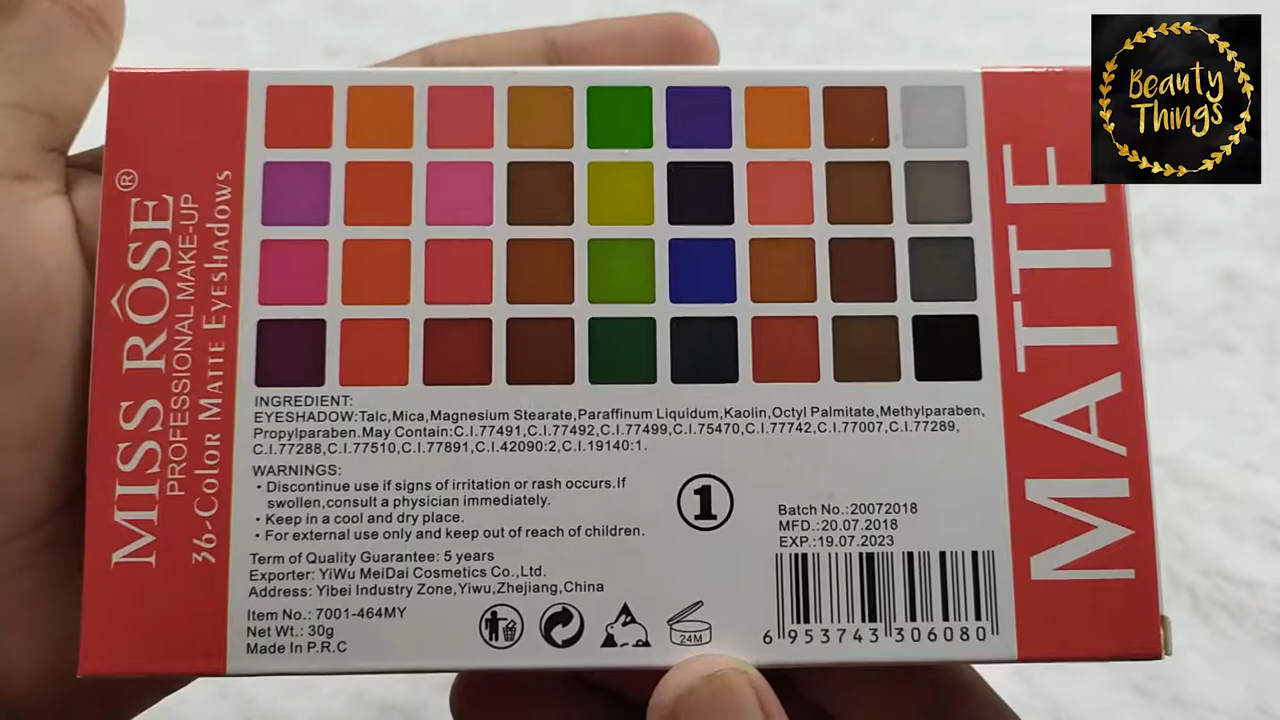 Beauty
Things
MISS RÔSE®
PROFESSIONAL MAKE-UP
36-Color Matte Eyeshadows
MATTE
INGREDIENT:
EYESHADOW:Talc,Mica,Magnesium Stearate,Paraffinum Liquidum,Kaolin,Octyl Palmitate,Methylparaben,
Propylparaben.May Contain:C.I.77491,C.I.77492,C.I.77499,C.I.75470,C.I.77742,C.I.77007,C.I.77289,
C.I.77288,C.I.77510,C.I.77891,C.I.42090:2,C.I.19140:1.
WARNINGS:
• Discontinue use if signs of irritation or rash occurs.If
swollen,consult a physician immediately.
• Keep in a cool and dry place.
• For external use only and keep out of reach of children.
Term of Quality Guarantee: 5 years
Exporter: YiWu MeiDai Cosmetics Co.,Ltd.
Address: Yibei Industry Zone,Yiwu,Zhejiang,China
Item No.: 7001-464MY
Net Wt.: 30g
Made In P.R.C
1
24M
Batch No.:20072018
MFD.:20.07.2018
EXP.:19.07.2023
6 953743 306080